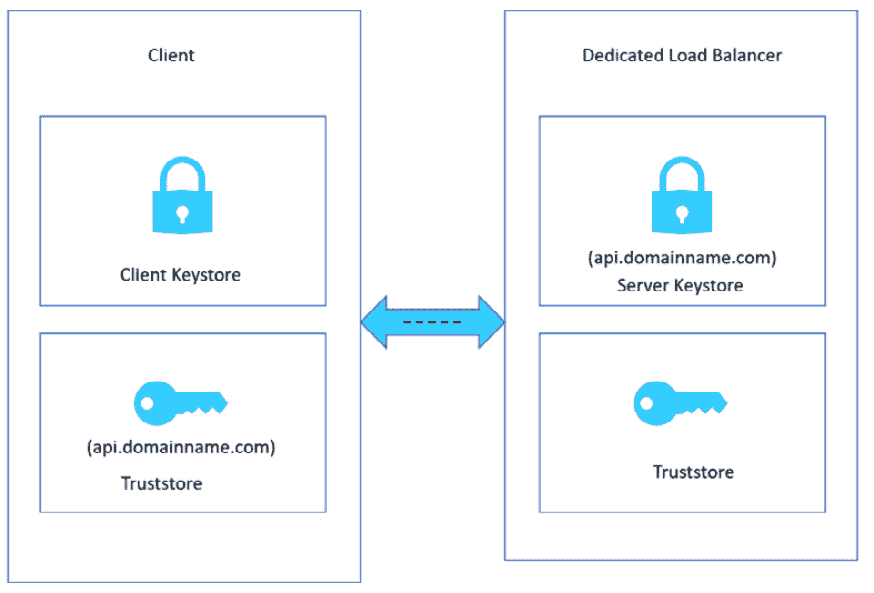 Client
Client Keystore
(api.domainname.com)
Truststore
Dedicated Load Balancer
(api.domainname.com)
Server Keystore
Truststore